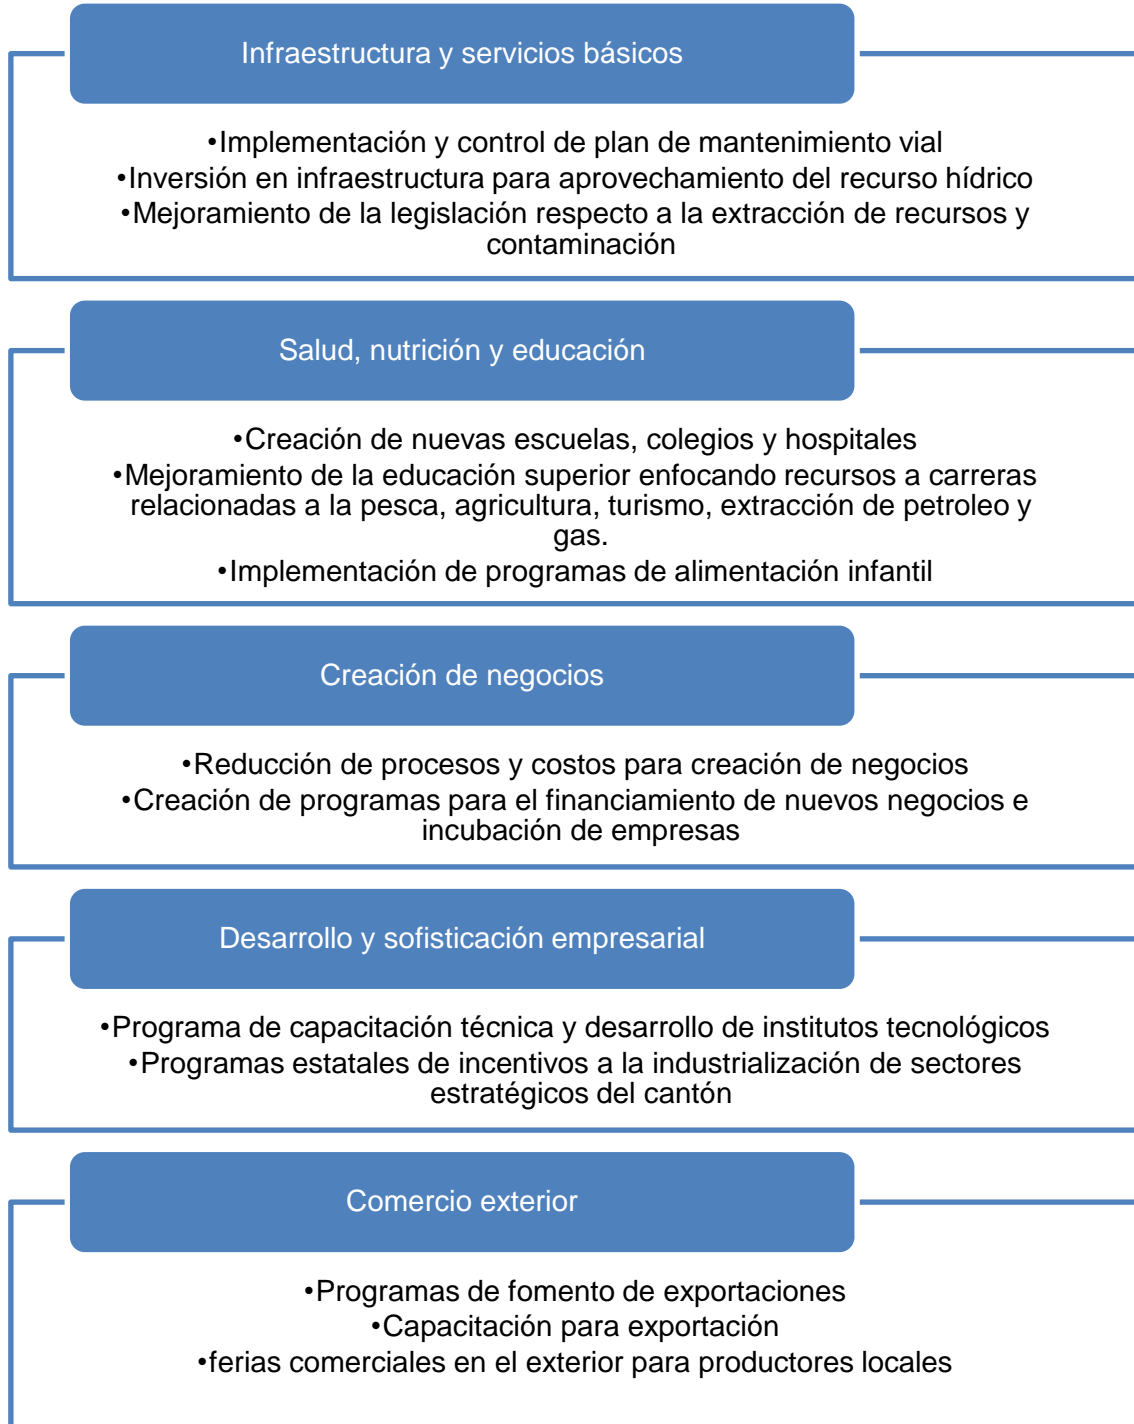 Infraestructura y servicios básicos
•Implementación y control de plan de mantenimiento vial
•Inversión en infraestructura para aprovechamiento del recurso hídrico
•Mejoramiento de la legislación respecto a la extracción de recursos y
contaminación
Salud, nutrición y educación
•Creación de nuevas escuelas, colegios y hospitales
•Mejoramiento de la educación superior enfocando recursos a carreras
relacionadas a la pesca, agricultura, turismo, extracción de petroleo y
gas.
•Implementación de programas de alimentación infantil
Creación de negocios
•Reducción de procesos y costos para creación de negocios
•Creación de programas para el financiamiento de nuevos negocios e
incubación de empresas
Desarrollo y sofisticación empresarial
•Programa de capacitación técnica y desarrollo de institutos tecnológicos
•Programas estatales de incentivos a la industrialización de sectores
estratégicos del cantón
Comercio exterior
•Programas de fomento de exportaciones
•Capacitación para exportación
•ferias comerciales en el exterior para productores locales